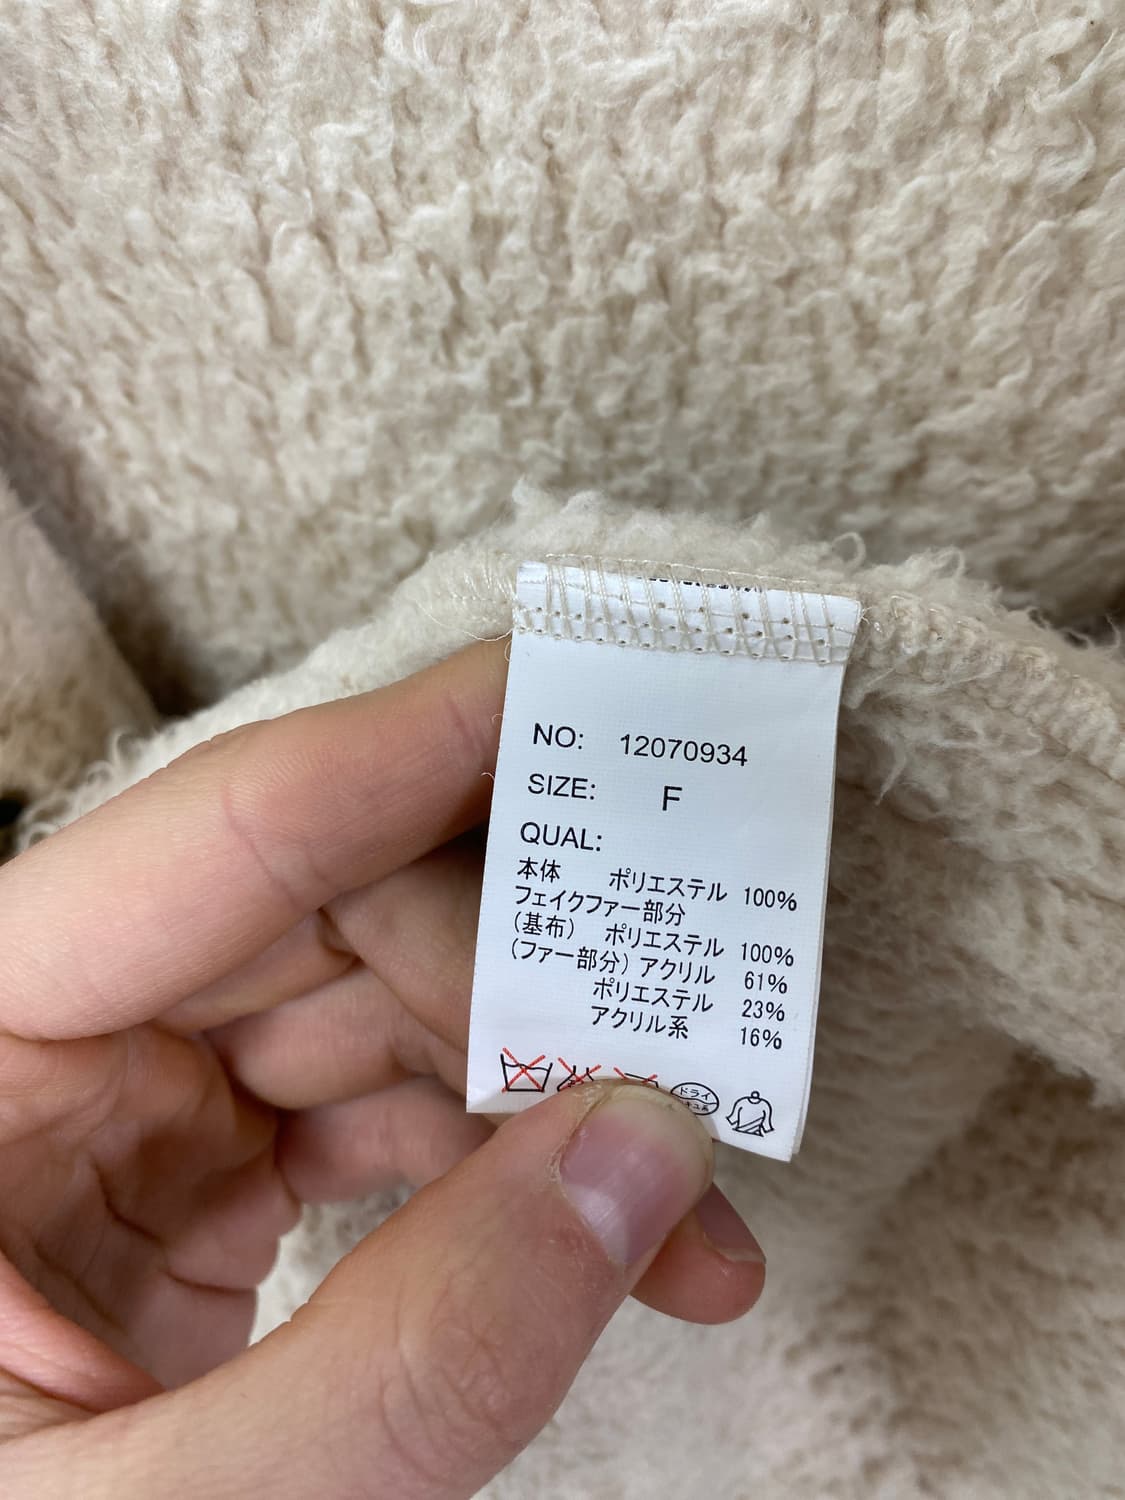 NO: 12070934
SIZE: F
QUAL:
本体 ポリエステル 100%
フェイクファー部分
(基布) ポリエステル 100%
(ファー部分) アクリル 61%
ポリエステル 23%
アクリル系 16%
ドライ